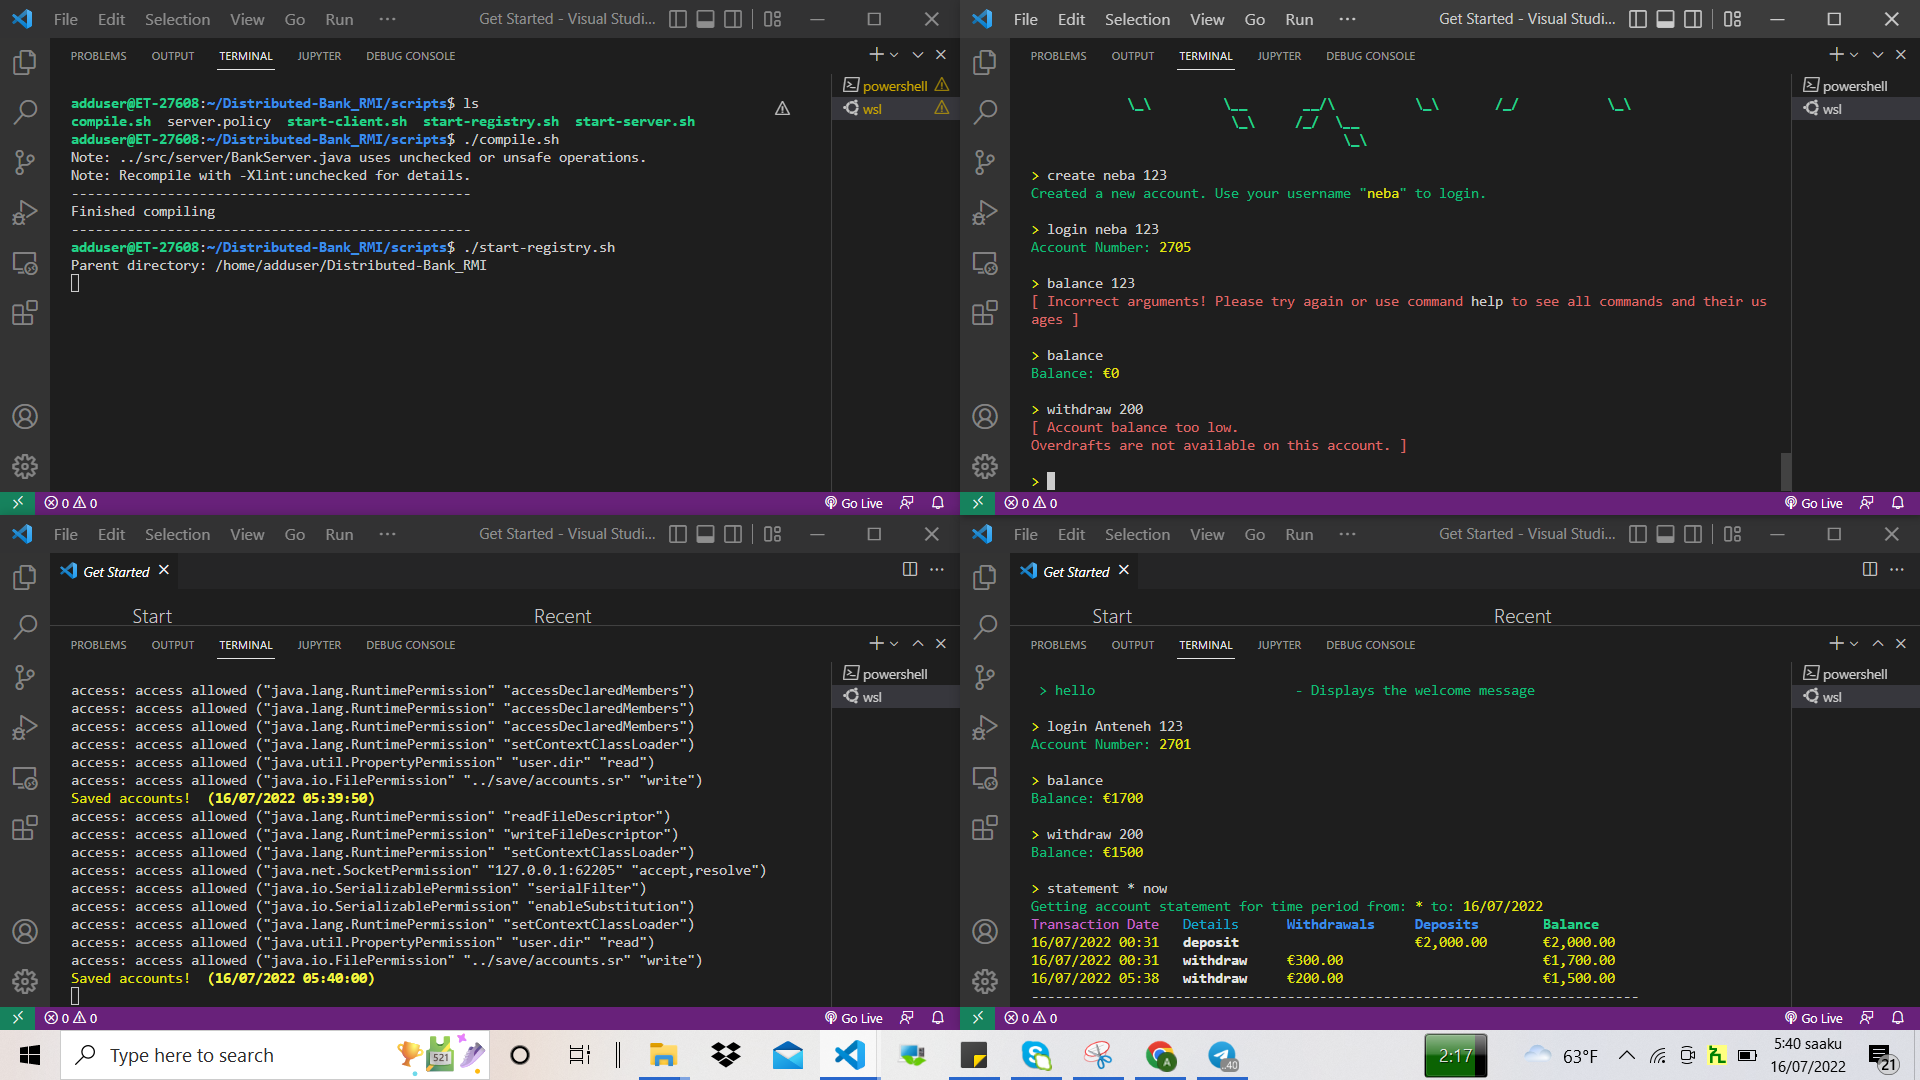 File Edit Selection View Go Run ··· Get Started - Visual Studi...
PROBLEMS OUTPUT TERMINAL JUPYTER DEBUG CONSOLE
powershell
wsl
adduser@ET-27608:~/Distributed-Bank_RMI/scripts$ ls
compile.sh server.policy start-client.sh start-registry.sh start-server.sh
adduser@ET-27608:~/Distributed-Bank_RMI/scripts$ ./compile.sh
Note: ../src/server/BankServer.java uses unchecked or unsafe operations.
Note: Recompile with -Xlint:unchecked for details.
--------------------------------------------------
Finished compiling
--------------------------------------------------
adduser@ET-27608:~/Distributed-Bank_RMI/scripts$ ./start-registry.sh
Parent directory: /home/adduser/Distributed-Bank_RMI
0 0 Go Live
File Edit Selection View Go Run ··· Get Started - Visual Studi...
PROBLEMS OUTPUT TERMINAL JUPYTER DEBUG CONSOLE
powershell
wsl
\_\ \__ __/\ \_\ /_/ \_\
\_\ /_/ \__
\_\
> create neba 123
Created a new account. Use your username "neba" to login.
> login neba 123
Account Number: 2705
> balance 123
[ Incorrect arguments! Please try again or use command help to see all commands and their us
ages ]
> balance
Balance: €0
> withdraw 200
[ Account balance too low.
Overdrafts are not available on this account. ]
>
0 0 Go Live
File Edit Selection View Go Run ··· Get Started - Visual Studi...
Get Started
Start Recent
PROBLEMS OUTPUT TERMINAL JUPYTER DEBUG CONSOLE
powershell
wsl
access: access allowed ("java.lang.RuntimePermission" "accessDeclaredMembers")
access: access allowed ("java.lang.RuntimePermission" "accessDeclaredMembers")
access: access allowed ("java.lang.RuntimePermission" "accessDeclaredMembers")
access: access allowed ("java.lang.RuntimePermission" "setContextClassLoader")
access: access allowed ("java.util.PropertyPermission" "user.dir" "read")
access: access allowed ("java.io.FilePermission" "../save/accounts.sr" "write")
Saved accounts! (16/07/2022 05:39:50)
access: access allowed ("java.lang.RuntimePermission" "readFileDescriptor")
access: access allowed ("java.lang.RuntimePermission" "writeFileDescriptor")
access: access allowed ("java.lang.RuntimePermission" "setContextClassLoader")
access: access allowed ("java.net.SocketPermission" "127.0.0.1:62205" "accept,resolve")
access: access allowed ("java.io.SerializablePermission" "serialFilter")
access: access allowed ("java.io.SerializablePermission" "enableSubstitution")
access: access allowed ("java.lang.RuntimePermission" "setContextClassLoader")
access: access allowed ("java.util.PropertyPermission" "user.dir" "read")
access: access allowed ("java.io.FilePermission" "../save/accounts.sr" "write")
Saved accounts! (16/07/2022 05:40:00)
0 0 Go Live
File Edit Selection View Go Run ··· Get Started - Visual Studi...
Get Started
Start Recent
PROBLEMS OUTPUT TERMINAL JUPYTER DEBUG CONSOLE
powershell
wsl
> hello - Displays the welcome message
> login Anteneh 123
Account Number: 2701
> balance
Balance: €1700
> withdraw 200
Balance: €1500
> statement * now
Getting account statement for time period from: * to: 16/07/2022
Transaction Date Details Withdrawals Deposits Balance
16/07/2022 00:31 deposit €2,000.00 €2,000.00
16/07/2022 00:31 withdraw €300.00 €1,700.00
16/07/2022 05:38 withdraw €200.00 €1,500.00
----------------------------------------------------------------------------
0 0 Go Live
Type here to search 521 40 2:17 63°F 5:40 saaku
16/07/2022 21